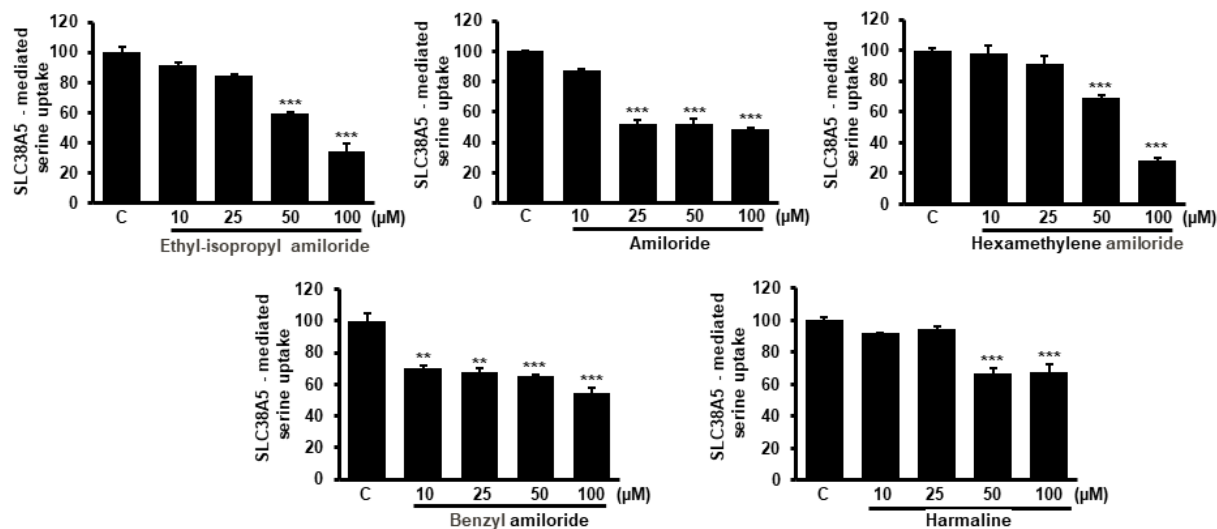 SLC38A5 - mediated
serine uptake
120
100
80
60
40
20
0
***
***
C 10 25 50 100 (µM)
Ethyl-isopropyl amiloride
SLC38A5 - mediated
serine uptake
120
100
80
60
40
20
0
*** *** ***
C 10 25 50 100 (µM)
Amiloride
SLC38A5 - mediated
serine uptake
120
100
80
60
40
20
0
***
***
C 10 25 50 100 (µM)
Hexamethylene amiloride
SLC38A5 - mediated
serine uptake
120
100
80
60
40
20
0
** ** *** ***
C 10 25 50 100 (µM)
Benzyl amiloride
SLC38A5 - mediated
serine uptake
120
100
80
60
40
20
0
*** ***
C 10 25 50 100 (µM)
Harmaline